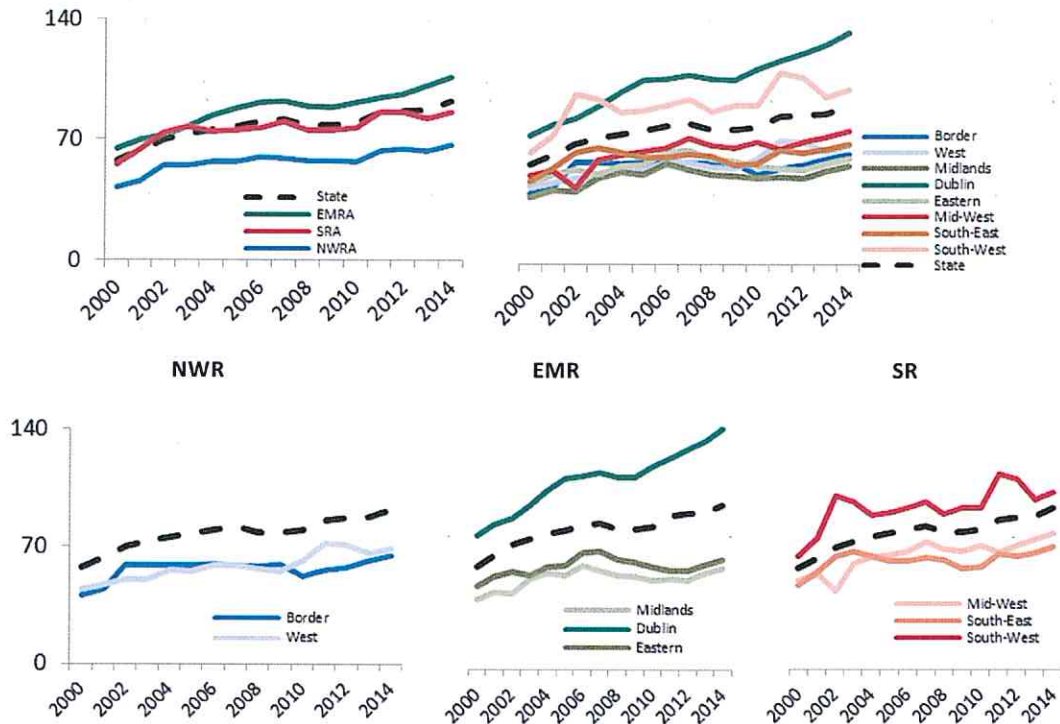 140
70
0
State
EMRA
SRA
NWRA
2000
2002
2004
2006
2008
2010
2012
2014
Border
West
Midlands
Dublin
Eastern
Mid-West
South-East
South-West
State
2000
2002
2004
2006
2008
2010
2012
2014
NWR
EMR
SR
140
70
0
Border
West
2000
2002
2004
2006
2008
2010
2012
2014
Midlands
Dublin
Eastern
2000
2002
2004
2006
2008
2010
2012
2014
Mid-West
South-East
South-West
2000
2002
2004
2006
2008
2010
2012
2014